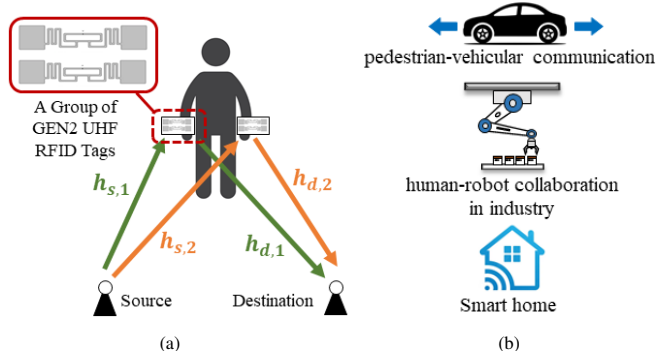 A Group of
GEN2 UHF
RFID Tags
h_{s,1}
h_{s,2}
h_{d,1}
h_{d,2}
Source
Destination
(a)
pedestrian-vehicular communication
human-robot collaboration
in industry
Smart home
(b)